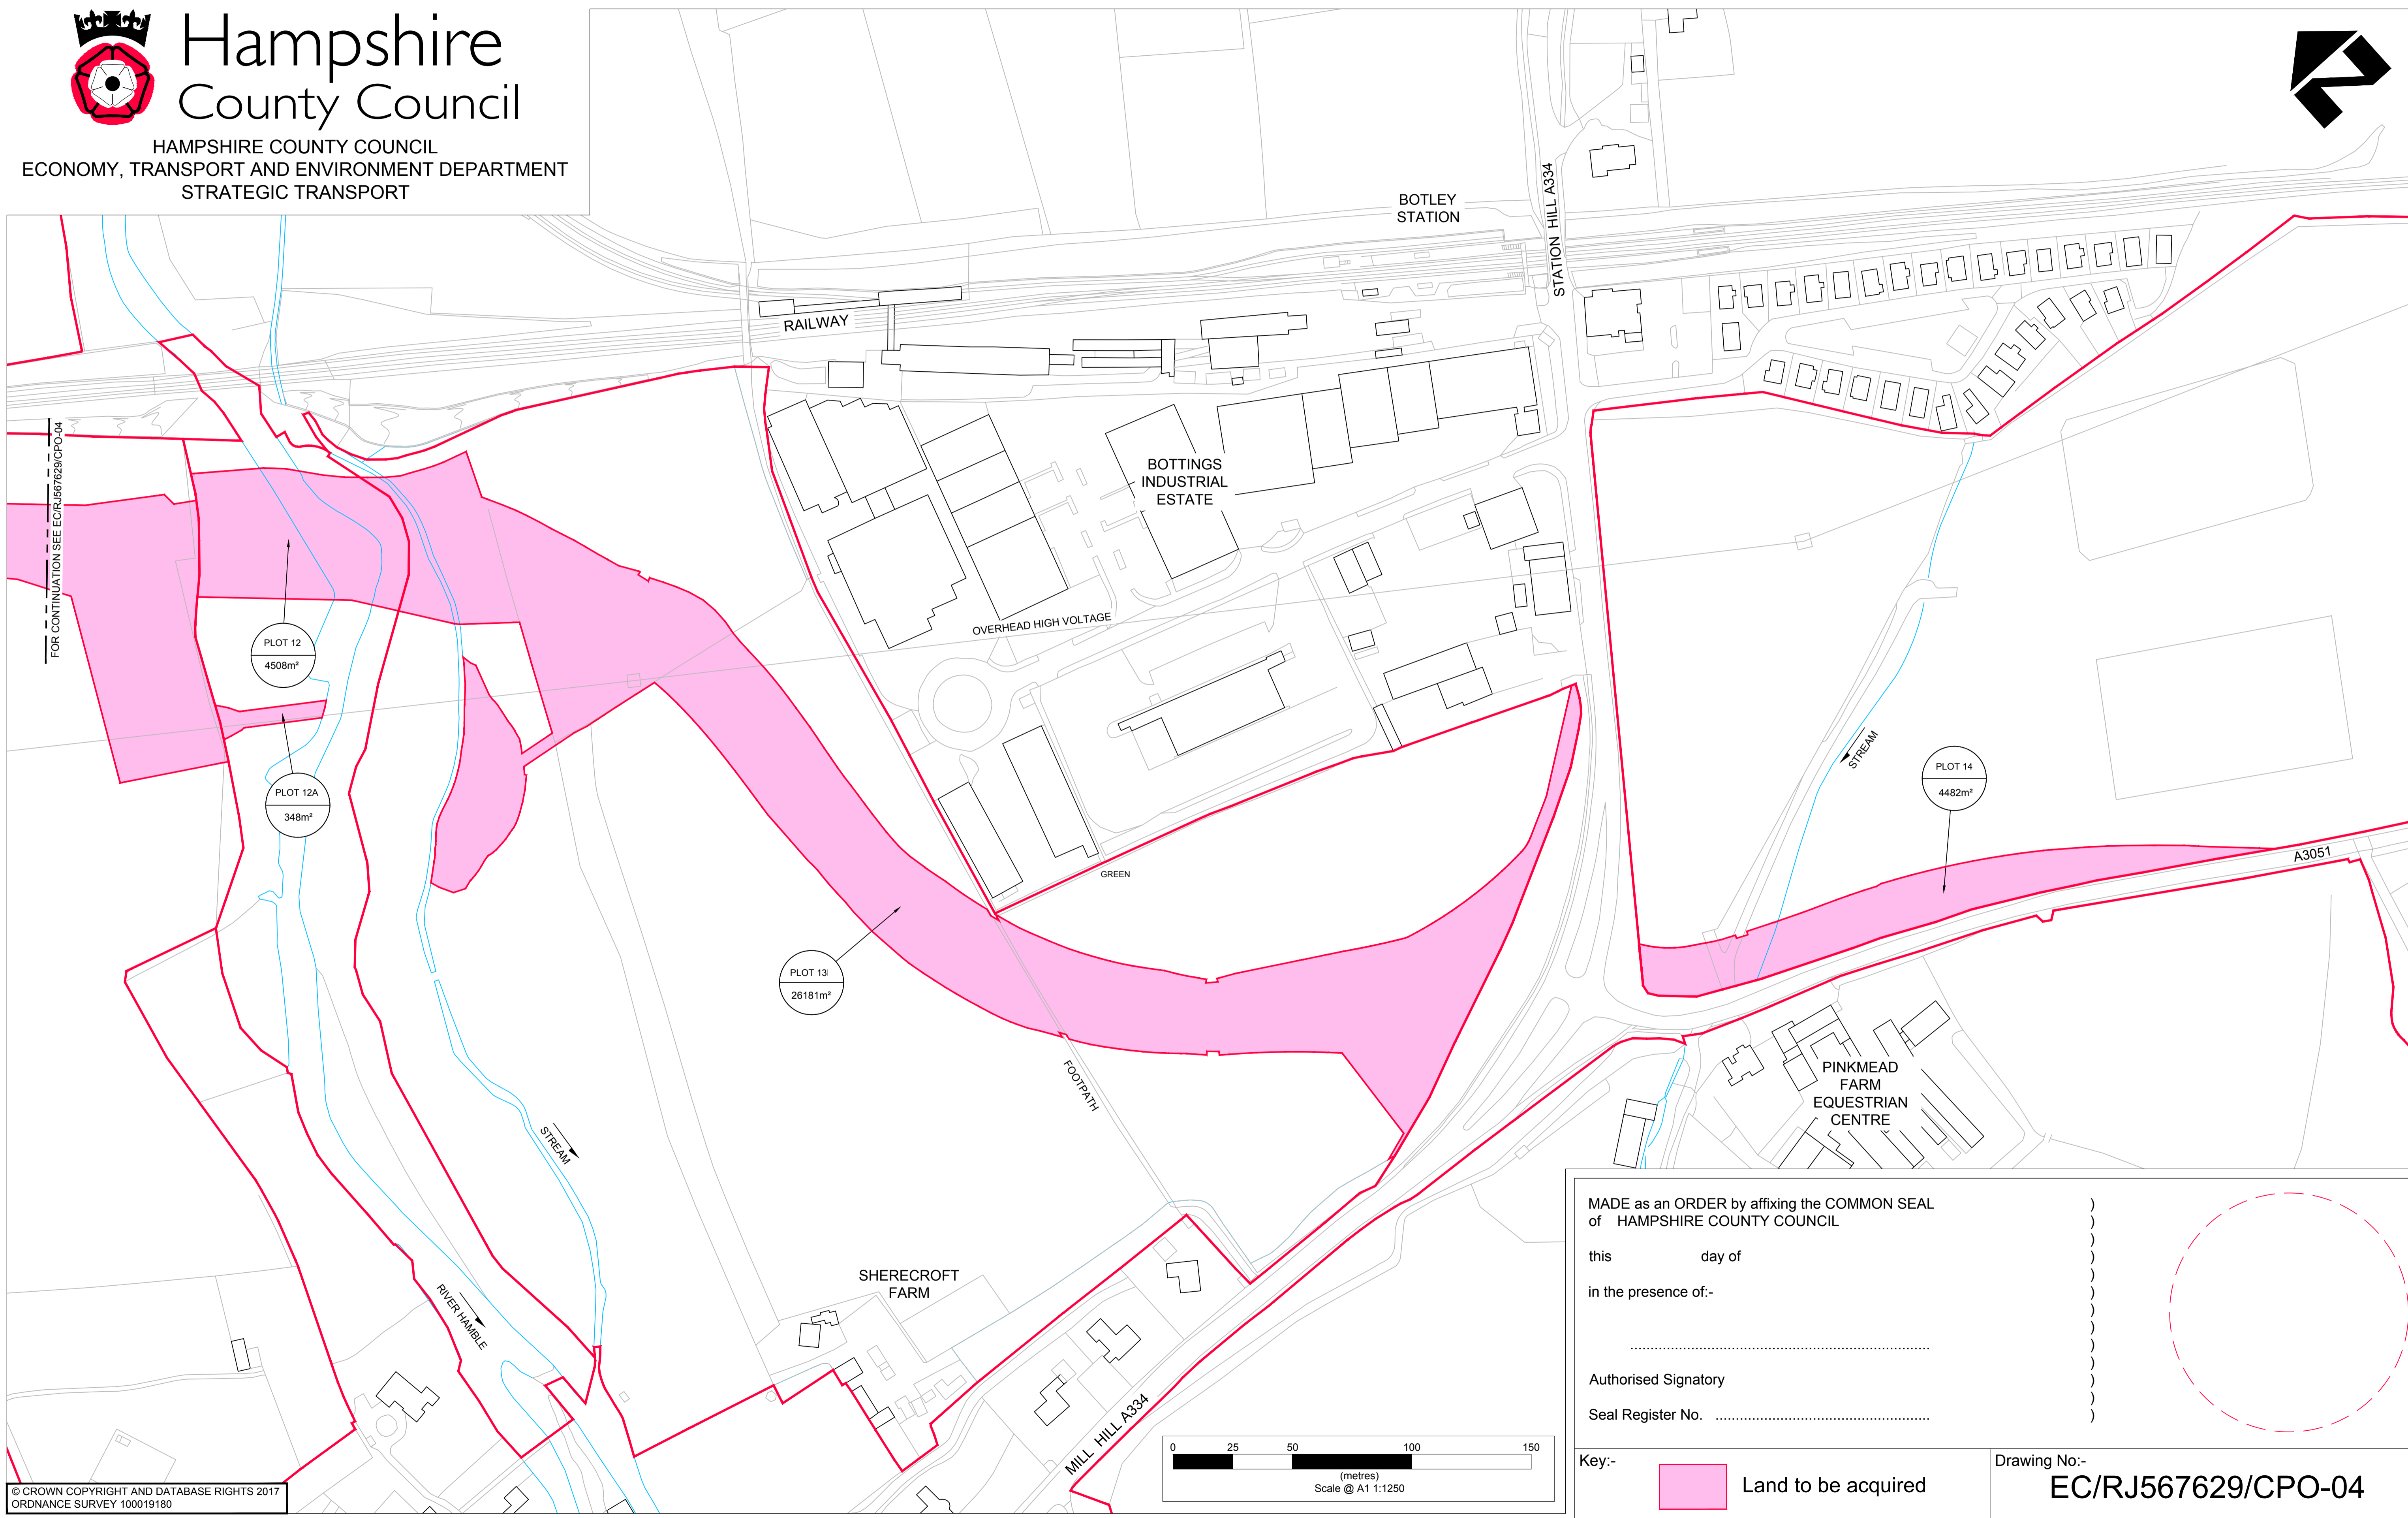 Hampshire
County Council
HAMPSHIRE COUNTY COUNCIL
ECONOMY, TRANSPORT AND ENVIRONMENT DEPARTMENT
STRATEGIC TRANSPORT
BOTLEY
STATION
STATION HILL A334
RAILWAY
FOR CONTINUATION SEE EC/RJ567629/CPO-04
BOTTINGS
INDUSTRIAL
ESTATE
OVERHEAD HIGH VOLTAGE
PLOT 12
4508m²
PLOT 12A
348m²
STREAM
PLOT 14
4482m²
A3051
GREEN
PLOT 13
26181m²
FOOTPATH
STREAM
PINKMEAD
FARM
EQUESTRIAN
CENTRE
RIVER HAMBLE
SHERECROFT
FARM
MILL HILL A334
MADE as an ORDER by affixing the COMMON SEAL )
of HAMPSHIRE COUNTY COUNCIL )
)
this day of )
)
in the presence of:- )
)
)
........................................................................ )
)
Authorised Signatory )
)
Seal Register No. .................................................... )
0 25 50 100 150
(metres)
Scale @ A1 1:1250
Key:-
Land to be acquired
Drawing No:-
EC/RJ567629/CPO-04
© CROWN COPYRIGHT AND DATABASE RIGHTS 2017
ORDNANCE SURVEY 100019180